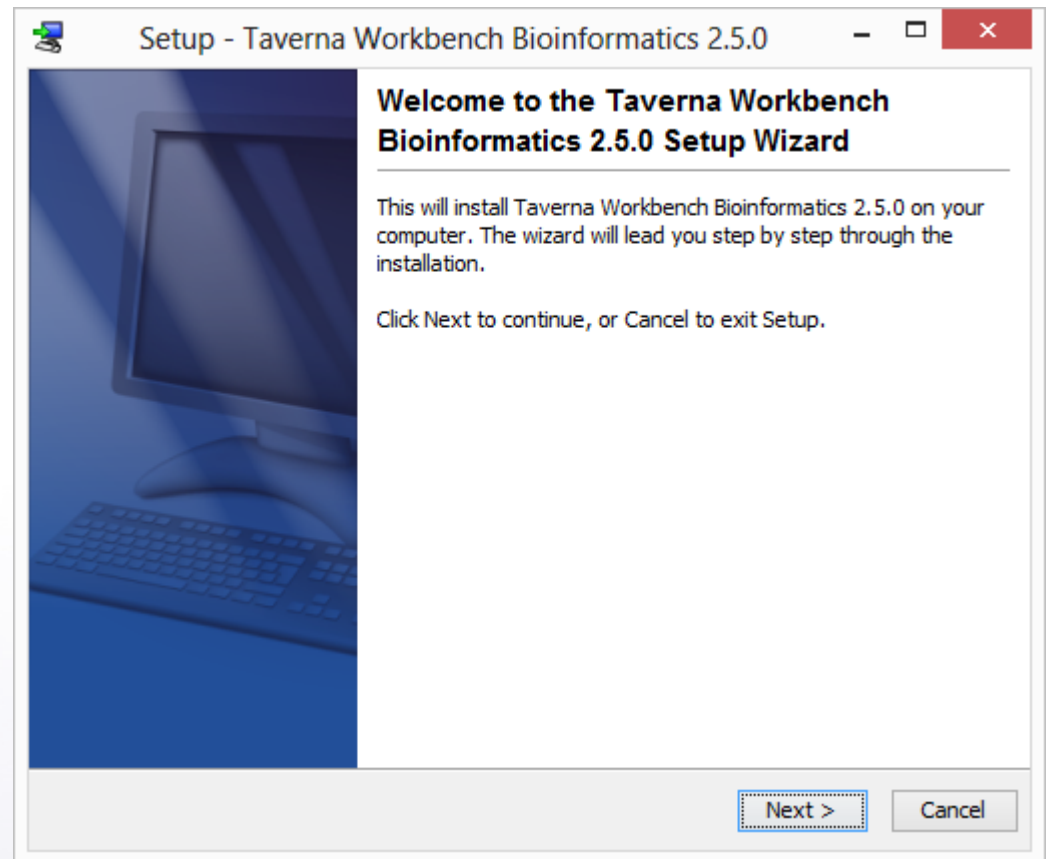 Setup - Taverna Workbench Bioinformatics 2.5.0
Welcome to the Taverna Workbench
Bioinformatics 2.5.0 Setup Wizard
This will install Taverna Workbench Bioinformatics 2.5.0 on your
computer. The wizard will lead you step by step through the
installation.
Click Next to continue, or Cancel to exit Setup.
Next > Cancel